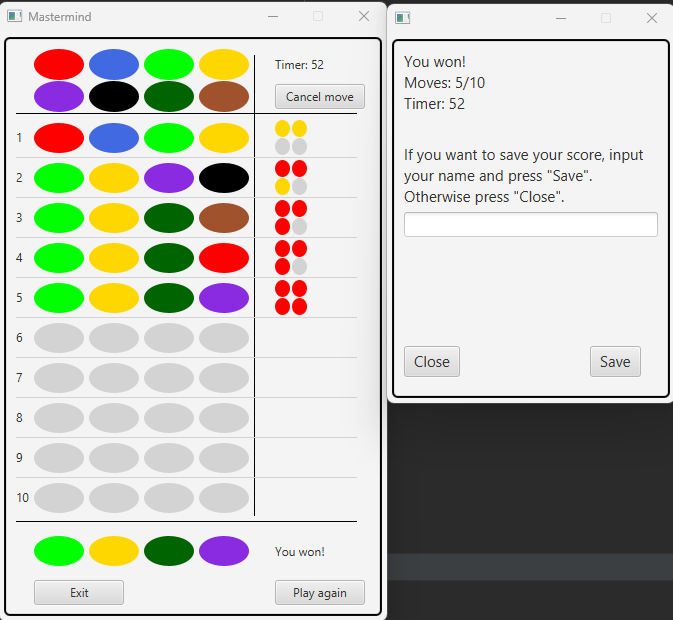 Mastermind
Timer: 52
Cancel move
1
2
3
4
5
6
7
8
9
10
You won!
Exit
Play again
You won!
Moves: 5/10
Timer: 52
If you want to save your score, input
your name and press "Save".
Otherwise press "Close".
Close
Save